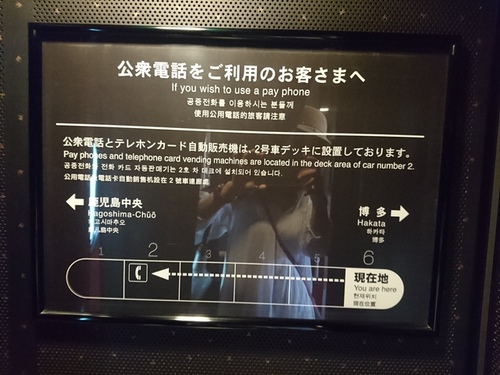 公衆電話をご利用のお客さまへ
If you wish to use a pay phone
공중전화를 이용하시는 분들께
使用公用電話的旅客請注意
公衆電話とテレホンカード自動販売機は、2号車デッキに設置しております。
Pay phones and telephone card vending machines are located in the deck area of car number 2.
공중전화와 전화 카드 자동판매기는 2호 차 데크에 설치되어 있습니다.
公用電話及電話卡自動銷售機設在 2 號車連廊處
鹿児島中央
Kagoshima-Chūō
가고시마주오
鹿児島中央
博多
Hakata
하카타
博多
1 2 3 4 5 6
現在地
You are here
현재위치
現在位置